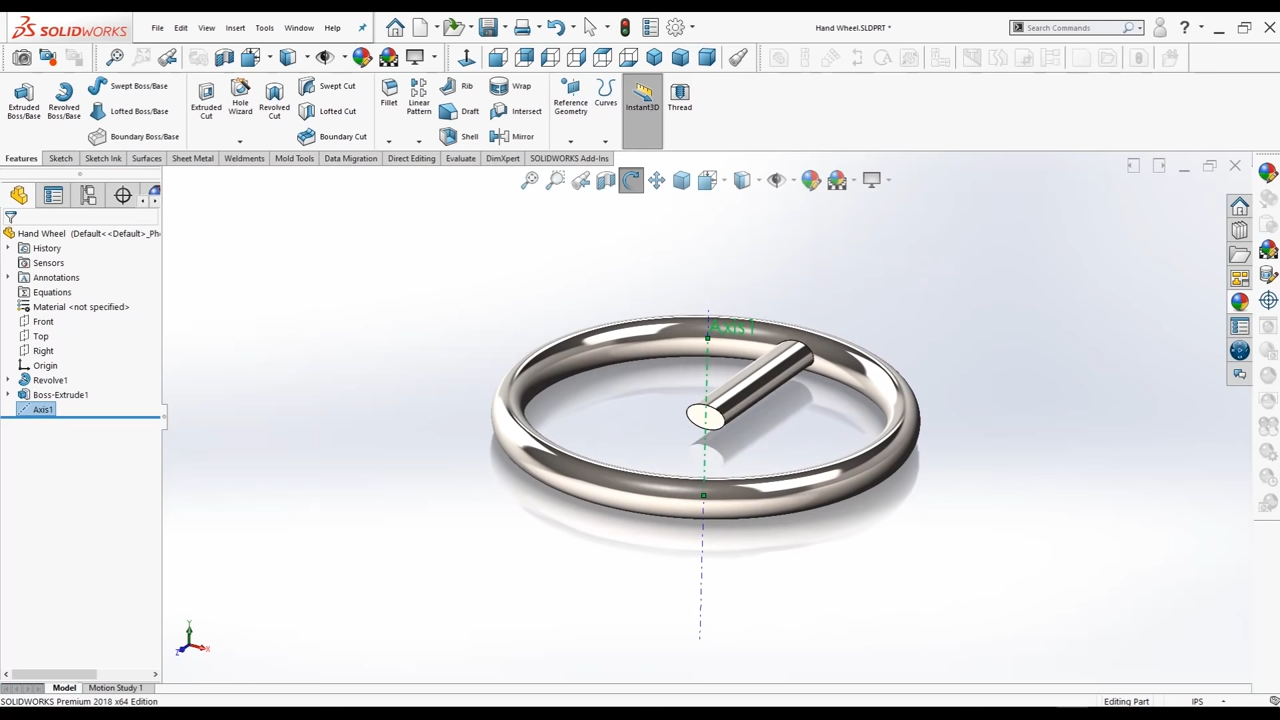 SOLIDWORKS
File Edit View Insert Tools Window Help
Hand Wheel.SLDPRT *
Search Commands
Extruded Boss/Base
Revolved Boss/Base
Swept Boss/Base
Lofted Boss/Base
Boundary Boss/Base
Extruded Cut
Hole Wizard
Revolved Cut
Swept Cut
Lofted Cut
Boundary Cut
Fillet
Linear Pattern
Rib
Draft
Shell
Wrap
Intersect
Mirror
Reference Geometry
Curves
Instant3D
Thread
Features Sketch Sketch Ink Surfaces Sheet Metal Weldments Mold Tools Data Migration Direct Editing Evaluate DimXpert SOLIDWORKS Add-Ins
Hand Wheel (Default<<Default>_Ph
History
Sensors
Annotations
Equations
Material <not specified>
Front
Top
Right
Origin
Revolve1
Boss-Extrude1
Axis1
Axis1
Y
X
Z
Model Motion Study 1
SOLIDWORKS Premium 2018 x64 Edition
Editing Part
IPS